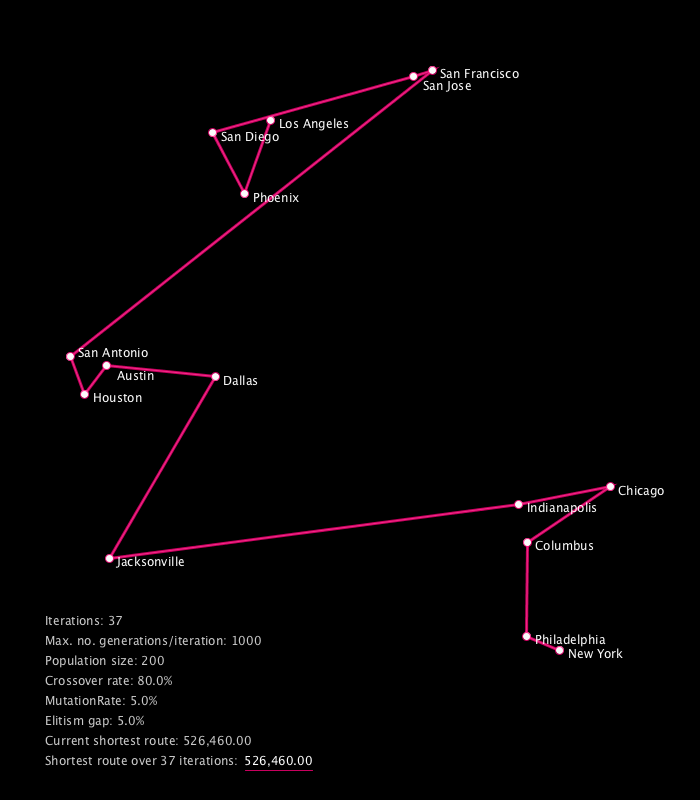 San Francisco
San Jose
Los Angeles
San Diego
Phoenix
San Antonio
Austin
Dallas
Houston
Chicago
Indianapolis
Columbus
Jacksonville
Iterations: 37
Philadelphia
Max. no. generations/iteration: 1000
New York
Population size: 200
Crossover rate: 80.0%
MutationRate: 5.0%
Elitism gap: 5.0%
Current shortest route: 526,460.00
Shortest route over 37 iterations: 526,460.00